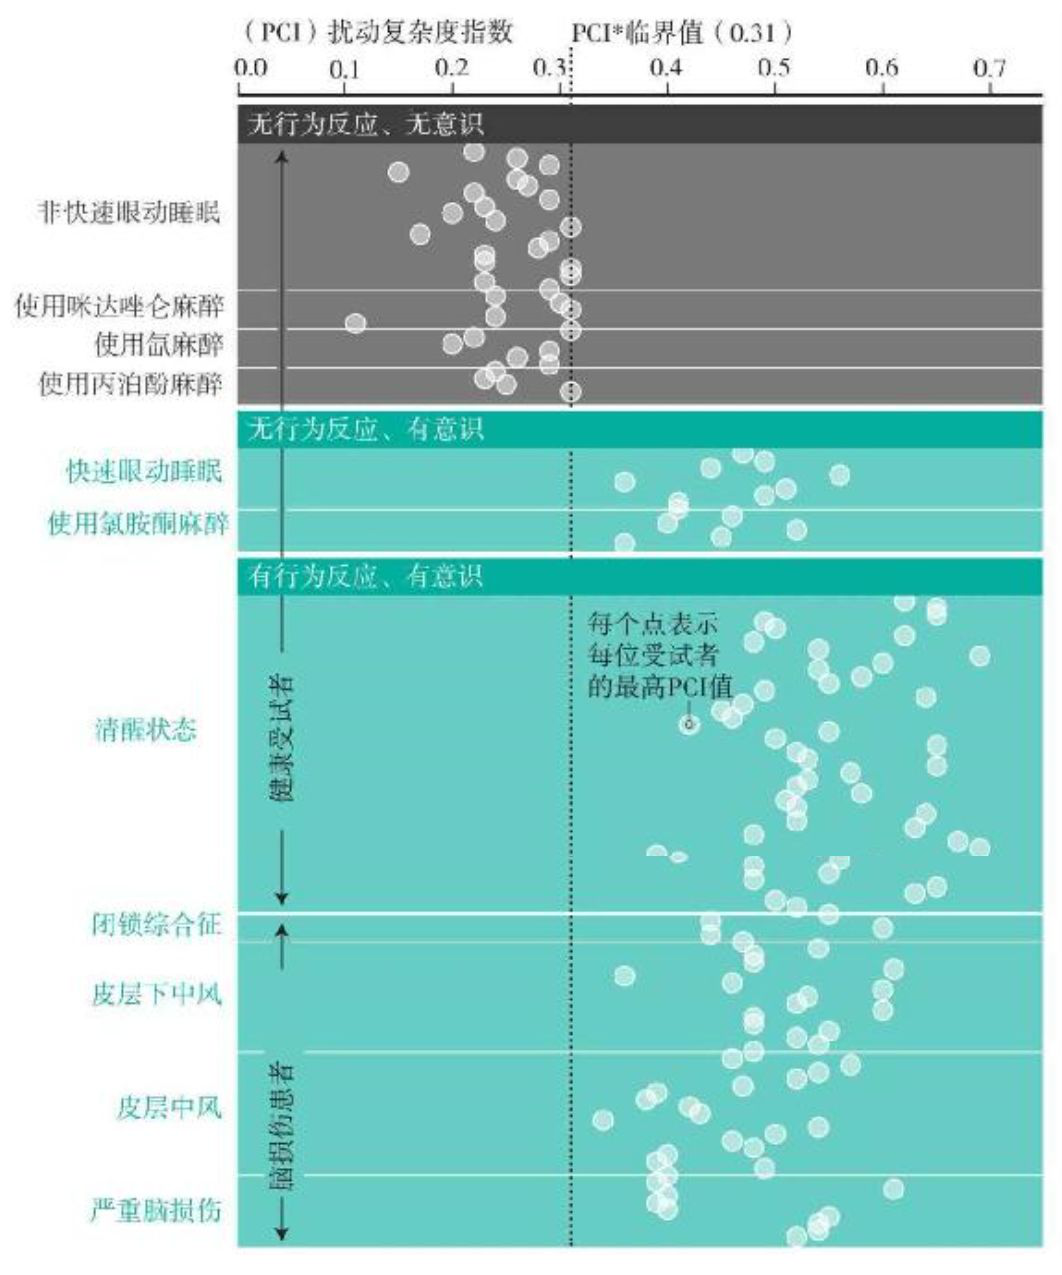 （PCI）扰动复杂度指数 PCI*临界值（0.31）
0.0 0.1 0.2 0.3 0.4 0.5 0.6 0.7
无行为反应、无意识
非快速眼动睡眠
使用咪达唑仑麻醉
使用氙麻醉
使用丙泊酚麻醉
无行为反应、有意识
快速眼动睡眠
使用氯胺酮麻醉
有行为反应、有意识
每个点表示
每位受试者
的最高PCI值
健康受试者
清醒状态
闭锁综合征
皮层下中风
脑损伤患者
皮层中风
严重脑损伤